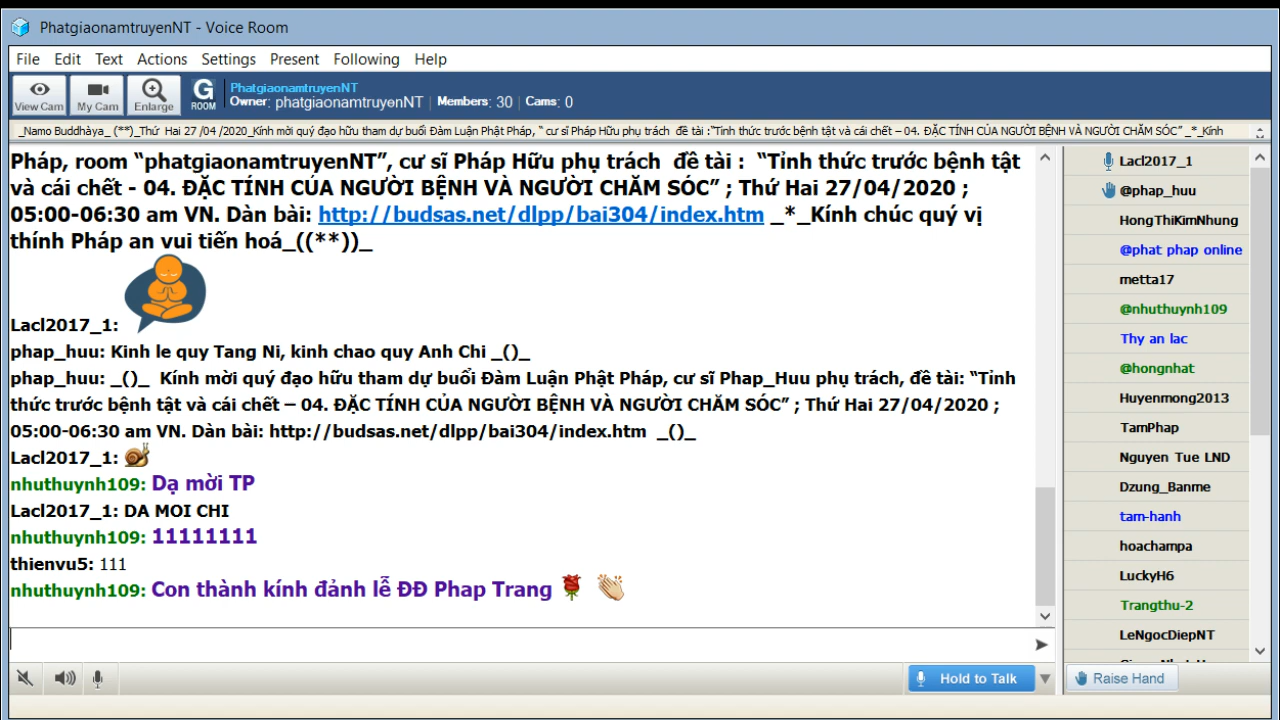 PhatgiaonamtruyenNT - Voice Room
File Edit Text Actions Settings Present Following Help
View Cam
My Cam
Enlarge
G ROOM
PhatgiaonamtruyenNT
Owner: phatgiaonamtruyenNT | Members: 30 | Cams: 0
_Namo Buddhàya_ (**)_Thứ Hai 27 /04 /2020_Kính mời quý đạo hữu tham dự buổi Đàm Luận Phật Pháp, “ cư sĩ Pháp Hữu phụ trách đề tài :“Tỉnh thức trước bệnh tật và cái chết – 04. ĐẶC TÍNH CỦA NGƯỜI BỆNH VÀ NGƯỜI CHĂM SÓC” _*_Kính
Pháp, room “phatgiaonamtruyenNT”, cư sĩ Pháp Hữu phụ trách đề tài : “Tỉnh thức trước bệnh tật
và cái chết - 04. ĐẶC TÍNH CỦA NGƯỜI BỆNH VÀ NGƯỜI CHĂM SÓC” ; Thứ Hai 27/04/2020 ;
05:00-06:30 am VN. Dàn bài: http://budsas.net/dlpp/bai304/index.htm _*_Kính chúc quý vị
thính Pháp an vui tiến hoá_((**))_
Lacl2017_1:
phap_huu: Kinh le quy Tang Ni, kinh chao quy Anh Chi _()_
phap_huu: _()_ Kính mời quý đạo hữu tham dự buổi Đàm Luận Phật Pháp, cư sĩ Phap_Huu phụ trách, đề tài: “Tỉnh
thức trước bệnh tật và cái chết – 04. ĐẶC TÍNH CỦA NGƯỜI BỆNH VÀ NGƯỜI CHĂM SÓC” ; Thứ Hai 27/04/2020 ;
05:00-06:30 am VN. Dàn bài: http://budsas.net/dlpp/bai304/index.htm _()_
Lacl2017_1:
nhuthuynh109: Dạ mời TP
Lacl2017_1: DA MOI CHI
nhuthuynh109: 11111111
thienvu5: 111
nhuthuynh109: Con thành kính đảnh lễ ĐĐ Phap Trang
Hold to Talk
Lacl2017_1
@phap_huu
HongThiKimNhung
@phat phap online
metta17
@nhuthuynh109
Thy an lac
@hongnhat
Huyenmong2013
TamPhap
Nguyen Tue LND
Dzung_Banme
tam-hanh
hoachampa
LuckyH6
Trangthu-2
LeNgocDiepNT
Raise Hand